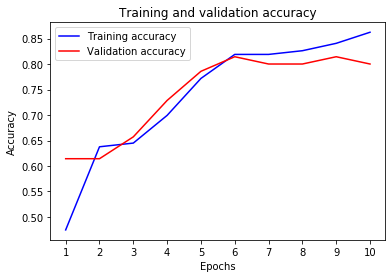 Training and validation accuracy
Training accuracy
Validation accuracy
0.85
0.80
0.75
0.70
0.65
0.60
0.55
0.50
Accuracy
1 2 3 4 5 6 7 8 9 10
Epochs